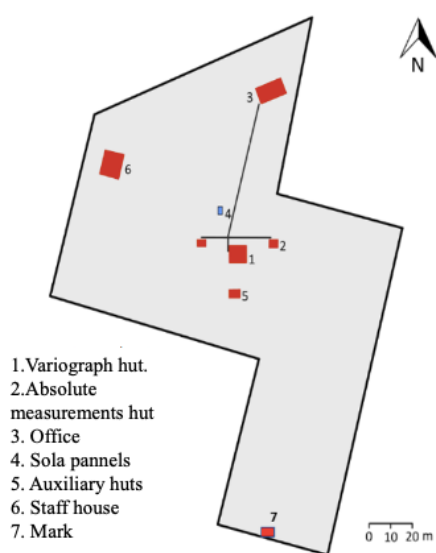 N
3
6
4
2
1
5
1.Variograph hut.
2.Absolute
measurements hut
3. Office
4. Sola pannels
5. Auxiliary huts
6. Staff house
7. Mark
7
0 10 20 m